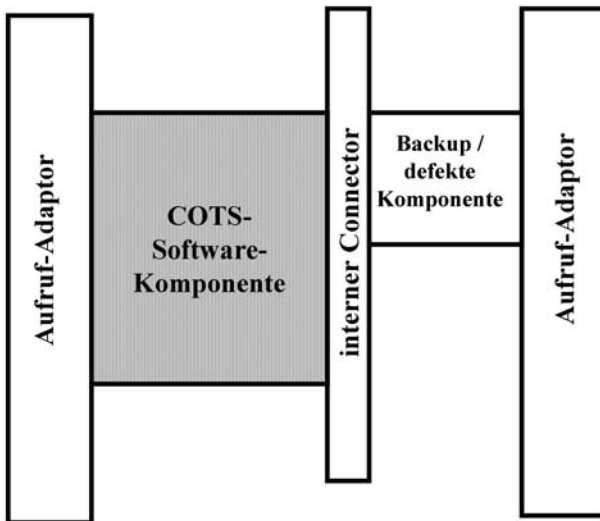 Aufruf-Adaptor
COTS-
Software-
Komponente
interner Connector
Backup /
defekte
Komponente
Aufruf-Adaptor